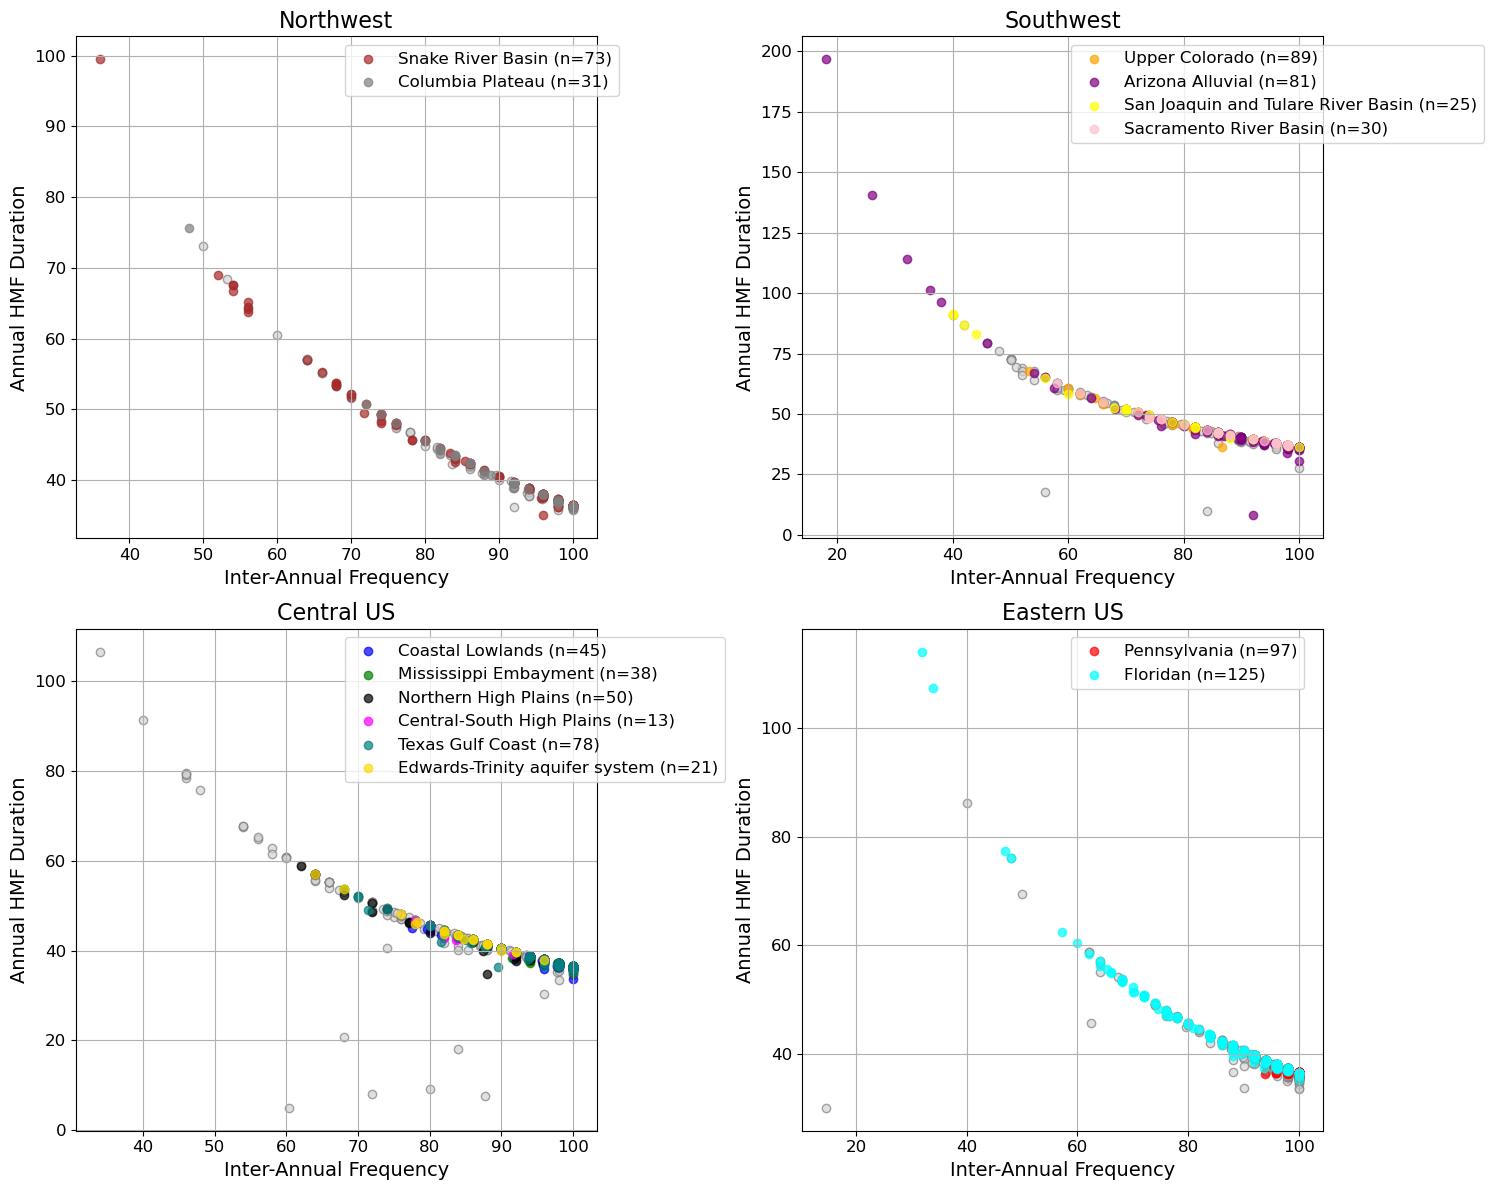 Northwest
100
90
80
70
60
50
40
Annual HMF Duration
Snake River Basin (n=73)
Columbia Plateau (n=31)
40 50 60 70 80 90 100
Inter-Annual Frequency
Southwest
200
175
150
125
100
75
50
25
0
Annual HMF Duration
Upper Colorado (n=89)
Arizona Alluvial (n=81)
San Joaquin and Tulare River Basin (n=25)
Sacramento River Basin (n=30)
20 40 60 80 100
Inter-Annual Frequency
Central US
100
80
60
40
20
0
Annual HMF Duration
Coastal Lowlands (n=45)
Mississippi Embayment (n=38)
Northern High Plains (n=50)
Central-South High Plains (n=13)
Texas Gulf Coast (n=78)
Edwards-Trinity aquifer system (n=21)
40 50 60 70 80 90 100
Inter-Annual Frequency
Eastern US
100
80
60
40
Annual HMF Duration
Pennsylvania (n=97)
Floridan (n=125)
20 40 60 80 100
Inter-Annual Frequency